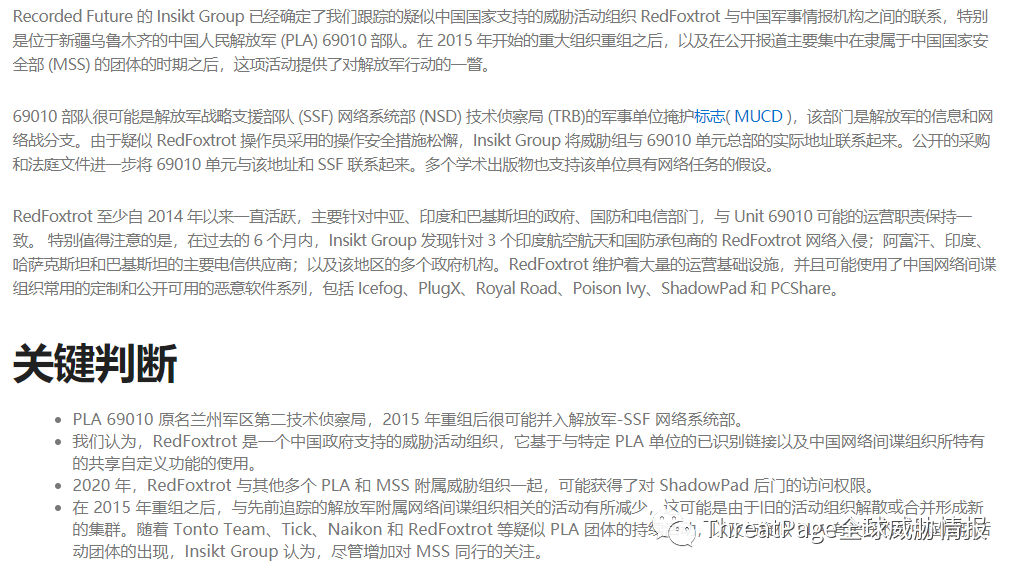 Recorded Future 的 Insikt Group 已经确定了我们跟踪的疑似中国国家支持的威胁活动组织 RedFoxtrot 与中国军事情报机构之间的联系，特别
是位于新疆乌鲁木齐的中国人民解放军 (PLA) 69010 部队。在 2015 年开始的重大组织重组之后，以及在公开报道主要集中在隶属于中国国家安
全部 (MSS) 的团体的时期之后，这项活动提供了对解放军行动的一瞥。
69010 部队很可能是解放军战略支援部队 (SSF) 网络系统部 (NSD) 技术侦察局 (TRB)的军事单位掩护标志( MUCD )，该部门是解放军的信息和网
络战分支。由于疑似 RedFoxtrot 操作员采用的操作安全措施松懈，Insikt Group 将威胁组与 69010 单元总部的实际地址联系起来。公开的采购
和法庭文件进一步将 69010 单元与该地址和 SSF 联系起来。多个学术出版物也支持该单位具有网络任务的假设。
RedFoxtrot 至少自 2014 年以来一直活跃，主要针对中亚、印度和巴基斯坦的政府、国防和电信部门，与 Unit 69010 可能的运营职责保持一
致。 特别值得注意的是，在过去的 6 个月内，Insikt Group 发现针对 3 个印度航空航天和国防承包商的 RedFoxtrot 网络入侵；阿富汗、印度、
哈萨克斯坦和巴基斯坦的主要电信供应商；以及该地区的多个政府机构。RedFoxtrot 维护着大量的运营基础设施，并且可能使用了中国网络间谍
组织常用的定制和公开可用的恶意软件系列，包括 Icefog、PlugX、Royal Road、Poison Ivy、ShadowPad 和 PCShare。
关键判断
• PLA 69010 原名兰州军区第二技术侦察局，2015 年重组后很可能并入解放军-SSF 网络系统部。
• 我们认为，RedFoxtrot 是一个中国政府支持的威胁活动组织，它基于与特定 PLA 单位的已识别链接以及中国网络间谍组织所特有
的共享自定义功能的使用。
• 2020 年，RedFoxtrot 与其他多个 PLA 和 MSS 附属威胁组织一起，可能获得了对 ShadowPad 后门的访问权限。
• 在 2015 年重组之后，与先前追踪的解放军附属网络间谍组织相关的活动有所减少，这可能是由于旧的活动组织解散或合并形成新
的集群。随着 Tonto Team、Tick、Naikon 和 RedFoxtrot 等疑似 PLA 团体的持续
动团体的出现，Insikt Group 认为，尽管增加对 MSS 同行的关注。
ThreatPage全球威胁情报